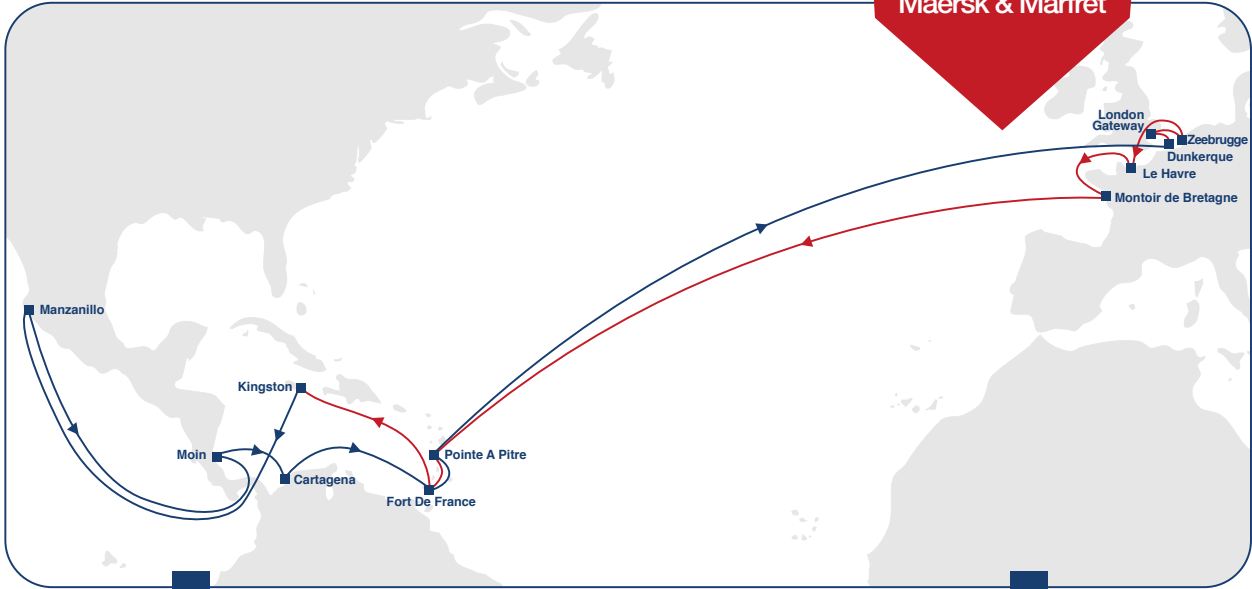 Maersk & Marfret
London
Gateway
Zeebrugge
Dunkerque
Le Havre
Montoir de Bretagne
Manzanillo
Kingston
Moin
Cartagena
Pointe A Pitre
Fort De France